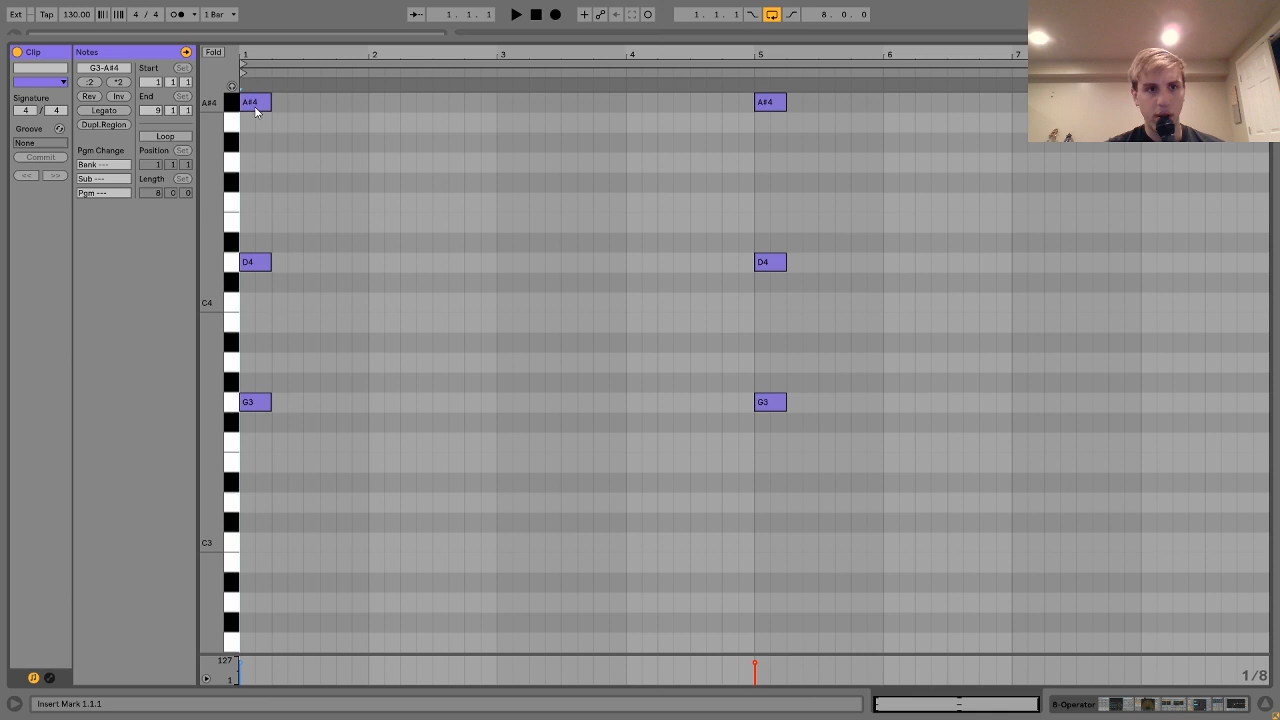 Ext Tap 130.00 4 / 4 1 Bar 1. 1. 1 1. 1. 1 8. 0. 0
Clip Notes Fold 1 2 3 4 5 6 7
G3-A#4 Start Set
:2 *2 1 1 1
Signature Rev Inv End Set
4 / 4 Legato 9 1 1
Groove Dupl.Region
None Loop
Commit Pgm Change Position Set
<< >> Bank --- 1 1 1
Sub --- Length Set
Pgm --- 8 0 0
A#4 A#4 A#4
D4 D4
C4
G3 G3
C3
127
1 1/8
Insert Mark 1.1.1 8-Operator